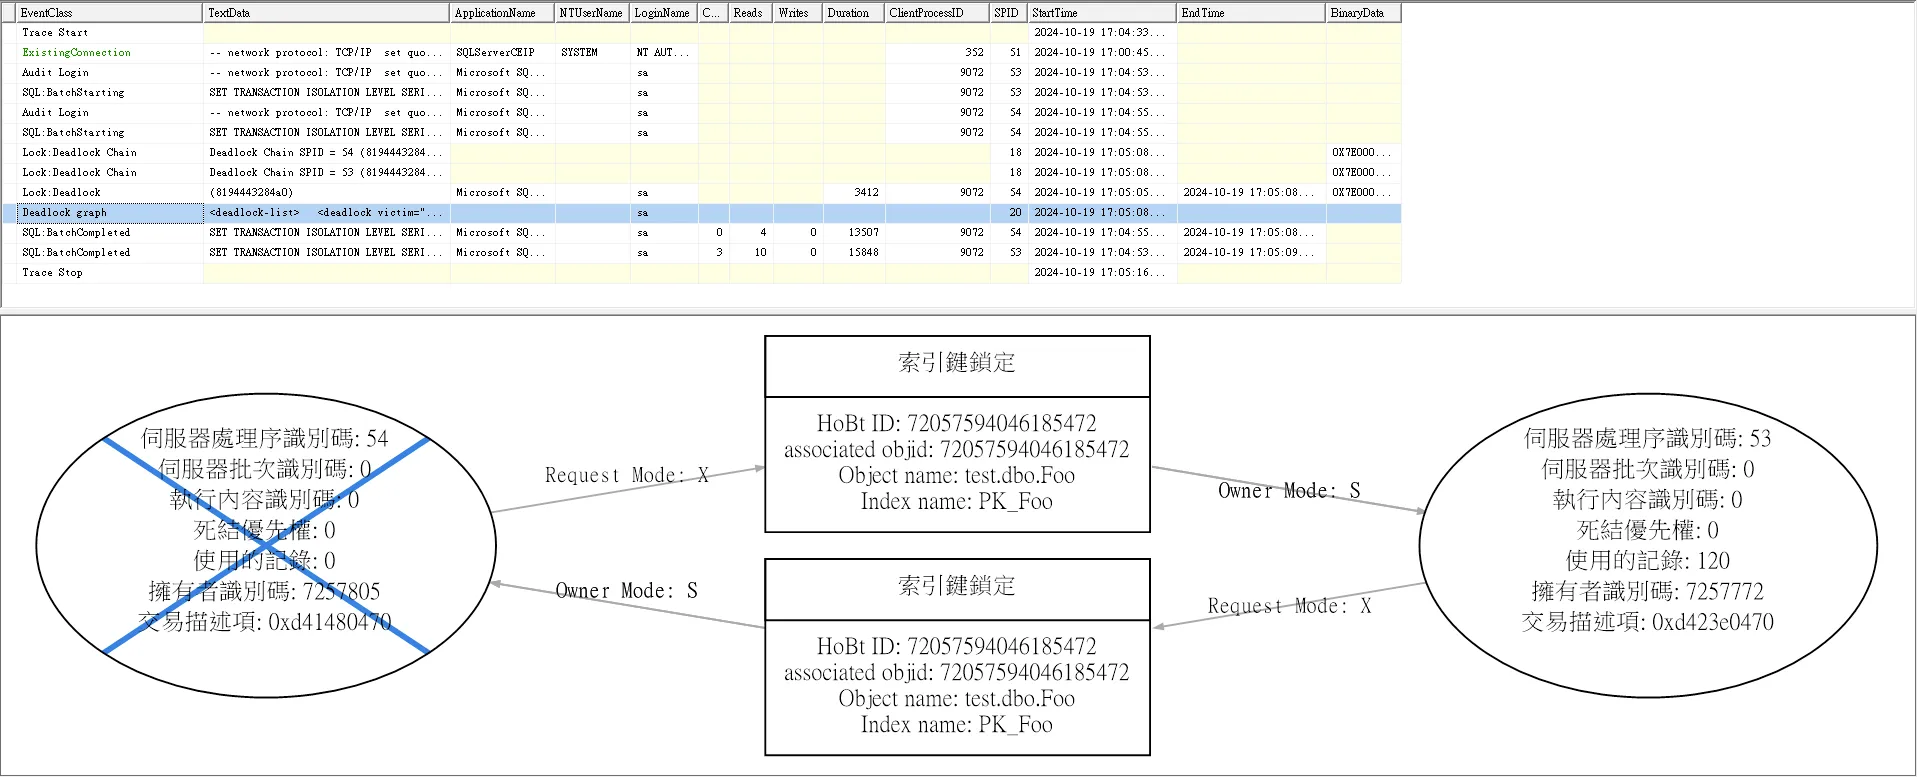 EventClass TextData ApplicationName NTUserName LoginName C... Reads Writes Duration ClientProcessID SPID StartTime EndTime BinaryData
Trace Start 2024-10-19 17:04:33...
ExistingConnection -- network protocol: TCP/IP set quo... SQLServerCEIP SYSTEM NT AUT... 352 51 2024-10-19 17:00:45...
Audit Login -- network protocol: TCP/IP set quo... Microsoft SQ... sa 9072 53 2024-10-19 17:04:53...
SQL:BatchStarting SET TRANSACTION ISOLATION LEVEL SERI... Microsoft SQ... sa 9072 53 2024-10-19 17:04:53...
Audit Login -- network protocol: TCP/IP set quo... Microsoft SQ... sa 9072 54 2024-10-19 17:04:55...
SQL:BatchStarting SET TRANSACTION ISOLATION LEVEL SERI... Microsoft SQ... sa 9072 54 2024-10-19 17:04:55...
Lock:Deadlock Chain Deadlock Chain SPID = 54 (8194443284... 18 2024-10-19 17:05:08... 0X7E000...
Lock:Deadlock Chain Deadlock Chain SPID = 53 (8194443284... 18 2024-10-19 17:05:08... 0X7E000...
Lock:Deadlock (8194443284a0) Microsoft SQ... sa 3412 9072 54 2024-10-19 17:05:05... 2024-10-19 17:05:08... 0X7E000...
Deadlock graph <deadlock-list> <deadlock victim="... sa 20 2024-10-19 17:05:08...
SQL:BatchCompleted SET TRANSACTION ISOLATION LEVEL SERI... Microsoft SQ... sa 0 4 0 13507 9072 54 2024-10-19 17:04:55... 2024-10-19 17:05:08...
SQL:BatchCompleted SET TRANSACTION ISOLATION LEVEL SERI... Microsoft SQ... sa 3 10 0 15848 9072 53 2024-10-19 17:04:53... 2024-10-19 17:05:09...
Trace Stop 2024-10-19 17:05:16...
伺服器處理序識別碼: 54
伺服器批次識別碼: 0
執行內容識別碼: 0
死結優先權: 0
使用的記錄: 0
擁有者識別碼: 7257805
交易描述項: 0xd41480470
Request Mode: X
Owner Mode: S
索引鍵鎖定
HoBt ID: 72057594046185472
associated objid: 72057594046185472
Object name: test.dbo.Foo
Index name: PK_Foo
索引鍵鎖定
HoBt ID: 72057594046185472
associated objid: 72057594046185472
Object name: test.dbo.Foo
Index name: PK_Foo
Owner Mode: S
Request Mode: X
伺服器處理序識別碼: 53
伺服器批次識別碼: 0
執行內容識別碼: 0
死結優先權: 0
使用的記錄: 120
擁有者識別碼: 7257772
交易描述項: 0xd423e0470